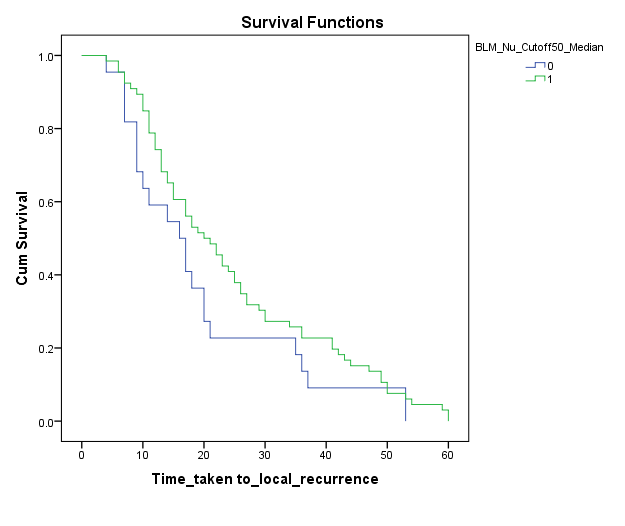 Survival Functions
BLM_Nu_Cutoff50_Median
0
1
1.0
0.8
0.6
0.4
0.2
0.0
Cum Survival
0 10 20 30 40 50 60
Time_taken to_local_recurrence